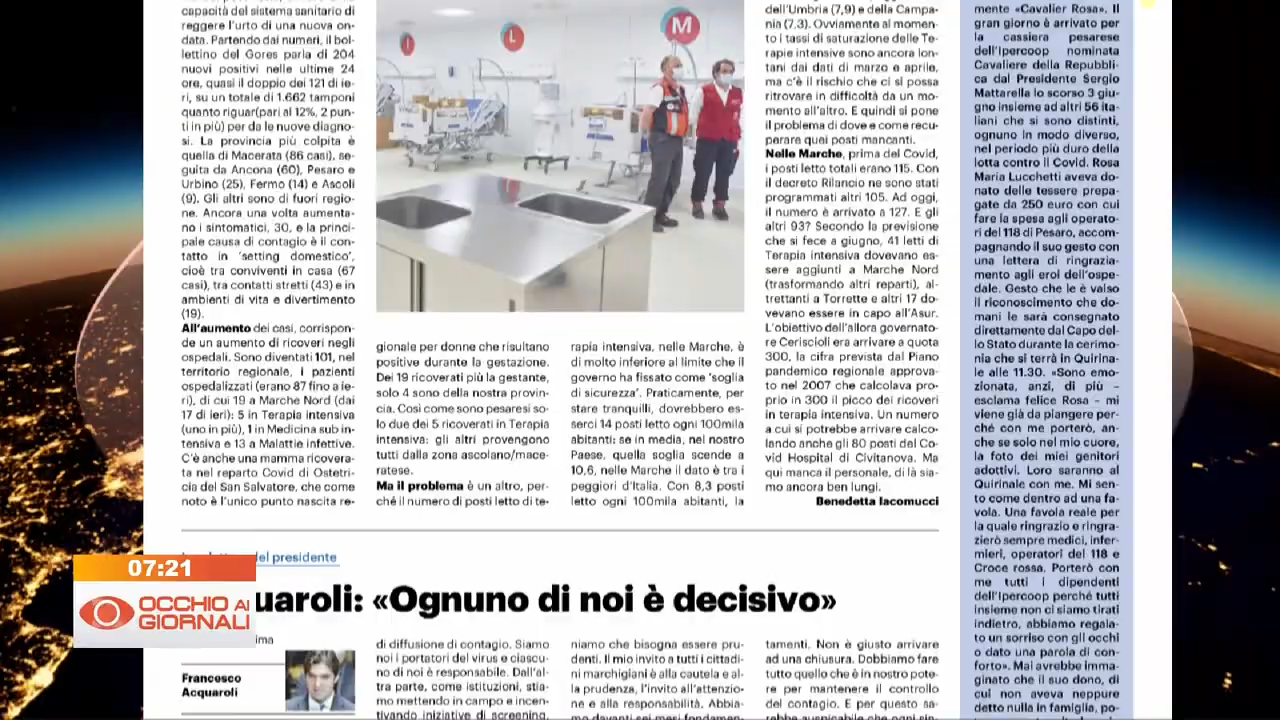 capacità del sistema sanitario di
reggere l'urto di una nuova on-
data. Partendo dai numeri, il bol-
lettino del Gores parla di 204
nuovi positivi nelle ultime 24
ore, quasi il doppio dei 121 di ie-
ri, su un totale di 1.662 tamponi
quanto riguar(pari al 12%, 2 pun-
ti in più) per da le nuove diagno-
si. La provincia più colpita è
quella di Macerata (86 casi), se-
guita da Ancona (60), Pesaro e
Urbino (25), Fermo (14) e Ascoli
(9). Gli altri sono di fuori regio-
ne. Ancora una volta aumenta-
no i sintomatici, 30, e la princi-
pale causa di contagio è il con-
tatto in 'setting domestico',
cioè tra conviventi in casa (67
casi), tra contatti stretti (43) e in
ambienti di vita e divertimento
(19).
All'aumento dei casi, corrispon-
de un aumento di ricoveri negli
ospedali. Sono diventati 101, nel
territorio regionale, i pazienti
ospedalizzati (erano 87 fino a ie-
ri), di cui 19 a Marche Nord (dai
17 di ieri): 5 in Terapia intensiva
(uno in più), 1 in Medicina sub in-
tensiva e 13 a Malattie infettive.
C'è anche una mamma ricovera-
ta nel reparto Covid di Ostetri-
cia del San Salvatore, che come
noto è l'unico punto nascita re-
I
L
M
gionale per donne che risultano
positive durante la gestazione.
Dei 19 ricoverati più la gestante,
solo 4 sono della nostra provin-
cia. Così come sono pesaresi so-
lo due dei 5 ricoverati in Terapia
intensiva: gli altri provengono
tutti dalla zona ascolano/mace-
ratese.
Ma il problema è un altro, per-
ché il numero di posti letto di te-
rapia intensiva, nelle Marche, è
di molto inferiore al limite che il
governo ha fissato come 'soglia
di sicurezza'. Praticamente, per
stare tranquilli, dovrebbero es-
serci 14 posti letto ogni 100mila
abitanti: se in media, nel nostro
Paese, quella soglia scende a
10,6, nelle Marche il dato è tra i
peggiori d'Italia. Con 8,3 posti
letto ogni 100mila abitanti, la
dell'Umbria (7,9) e della Campa-
nia (7,3). Ovviamente al momen-
to i tassi di saturazione delle Te-
rapie intensive sono ancora lon-
tani dai dati di marzo e aprile,
ma c'è il rischio che ci si possa
ritrovare in difficoltà da un mo-
mento all'altro. E quindi si pone
il problema di dove e come recu-
perare quei posti mancanti.
Nelle Marche, prima del Covid,
i posti letto totali erano 115. Con
il decreto Rilancio ne sono stati
programmati altri 105. Ad oggi,
il numero è arrivato a 127. E gli
altri 93? Secondo la previsione
che si fece a giugno, 41 letti di
Terapia intensiva dovevano es-
sere aggiunti a Marche Nord
(trasformando altri reparti), al-
trettanti a Torrette e altri 17 do-
vevano essere in capo all'Asur.
L'obiettivo dell'allora governato-
re Ceriscioli era arrivare a quota
300, la cifra prevista dal Piano
pandemico regionale approva-
to nel 2007 che calcolava pro-
prio in 300 il picco dei ricoveri
in terapia intensiva. Un numero
a cui si potrebbe arrivare calco-
lando anche gli 80 posti del Co-
vid Hospital di Civitanova. Ma
qui manca il personale, di là sia-
mo ancora ben lungi.
Benedetta Iacomucci
mente «Cavalier Rosa». Il
gran giorno è arrivato per
la cassiera pesarese
dell'Ipercoop nominata
Cavaliere della Repubbli-
ca dal Presidente Sergio
Mattarella lo scorso 3 giu-
gno insieme ad altri 56 ita-
liani che si sono distinti,
ognuno in modo diverso,
nel periodo più duro della
lotta contro il Covid. Rosa
Maria Lucchetti aveva do-
nato delle tessere prepa-
gate da 250 euro con cui
fare la spesa agli operato-
ri del 118 di Pesaro, accom-
pagnando il suo gesto con
una lettera di ringrazia-
mento agli eroi dell'ospe-
dale. Gesto che le è valso
il riconoscimento che do-
mani le sarà consegnato
direttamente dal Capo del-
lo Stato durante la cerimo-
nia che si terrà in Quirina-
le alle 11.30. «Sono emo-
zionata, anzi, di più –
esclama felice Rosa – mi
viene già da piangere per-
ché con me porterò, an-
che se solo nel mio cuore,
la foto dei miei genitori
adottivi. Loro saranno al
Quirinale con me. Mi sen-
to come dentro ad una fa-
vola. Una favola reale per
la quale ringrazio e ringra-
zierò sempre medici, infer-
mieri, operatori del 118 e
Croce rossa. Porterò con
me tutti i dipendenti
dell'Ipercoop perché tutti
insieme non ci siamo tirati
indietro, abbiamo regala-
to un sorriso con gli occhi
o dato una parola di con-
forto». Mai avrebbe imma-
ginato che il suo dono, di
cui non aveva neppure
detto nulla in famiglia, po-
del presidente
uaroli: «Ognuno di noi è decisivo»
Francesco
Acquaroli
di diffusione di contagio. Siamo
noi i portatori del virus e ciascu-
no di noi è responsabile. Dall'al-
tra parte, come istituzioni, stia-
mo mettendo in campo e incen-
tivando iniziative di screening,
niamo che bisogna essere pru-
denti. Il mio invito a tutti i cittadi-
ni marchigiani è alla cautela e al-
la prudenza, l'invito all'attenzio-
ne e alla responsabilità. Abbia-
mo davanti sei mesi fondamen-
tamenti. Non è giusto arrivare
ad una chiusura. Dobbiamo fare
tutto quello che è in nostro pote-
re per mantenere il controllo
del contagio. E per questo sa-
rebbe auspicabile che ogni sin-
07:21
OCCHIO AI
GIORNALI